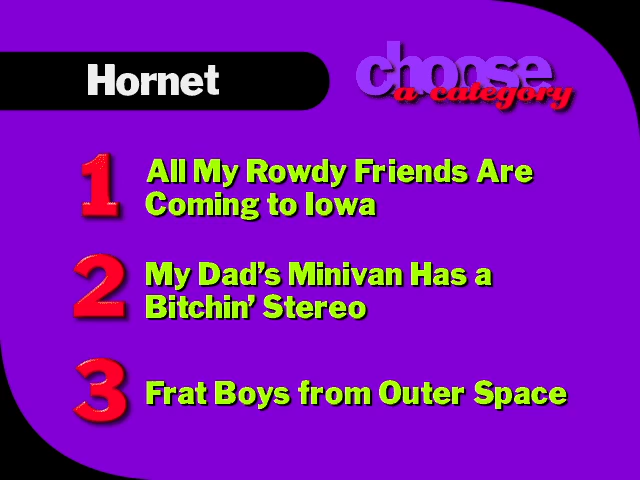 Hornet
choose
a category
1
All My Rowdy Friends Are
Coming to Iowa
2
My Dad's Minivan Has a
Bitchin' Stereo
3
Frat Boys from Outer Space